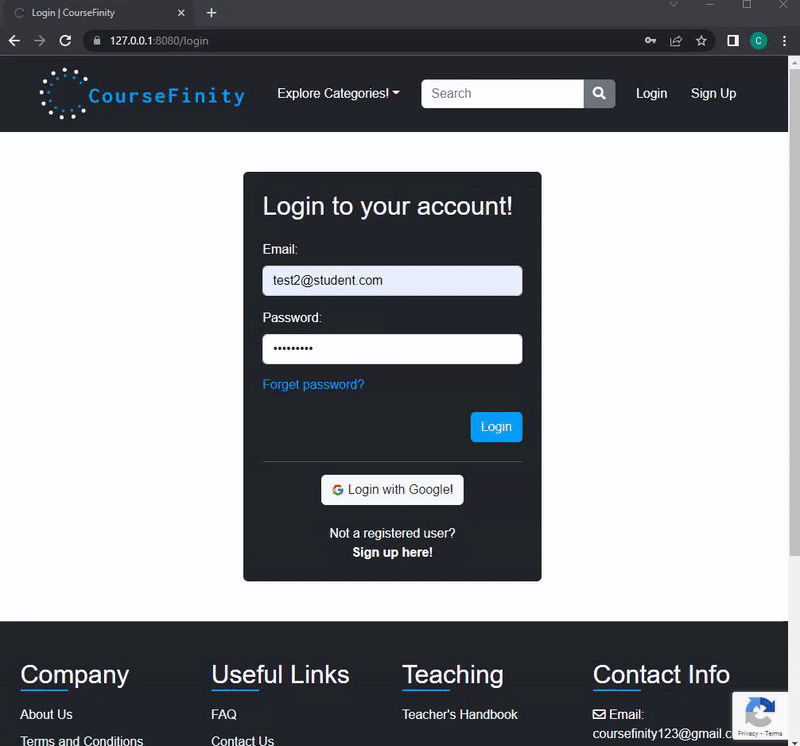 Login | CourseFinity
127.0.0.1:8080/login
C
CourseFinity
Explore Categories!
Search
Login
Sign Up
Login to your account!
Email:
test2@student.com
Password:
•••••••••
Forget password?
Login
Login with Google!
Not a registered user?
Sign up here!
Company
Useful Links
Teaching
Contact Info
About Us
FAQ
Teacher's Handbook
Email:
Terms and Conditions
Contact Us
coursefinity123@gmail.c
Privacy - Terms